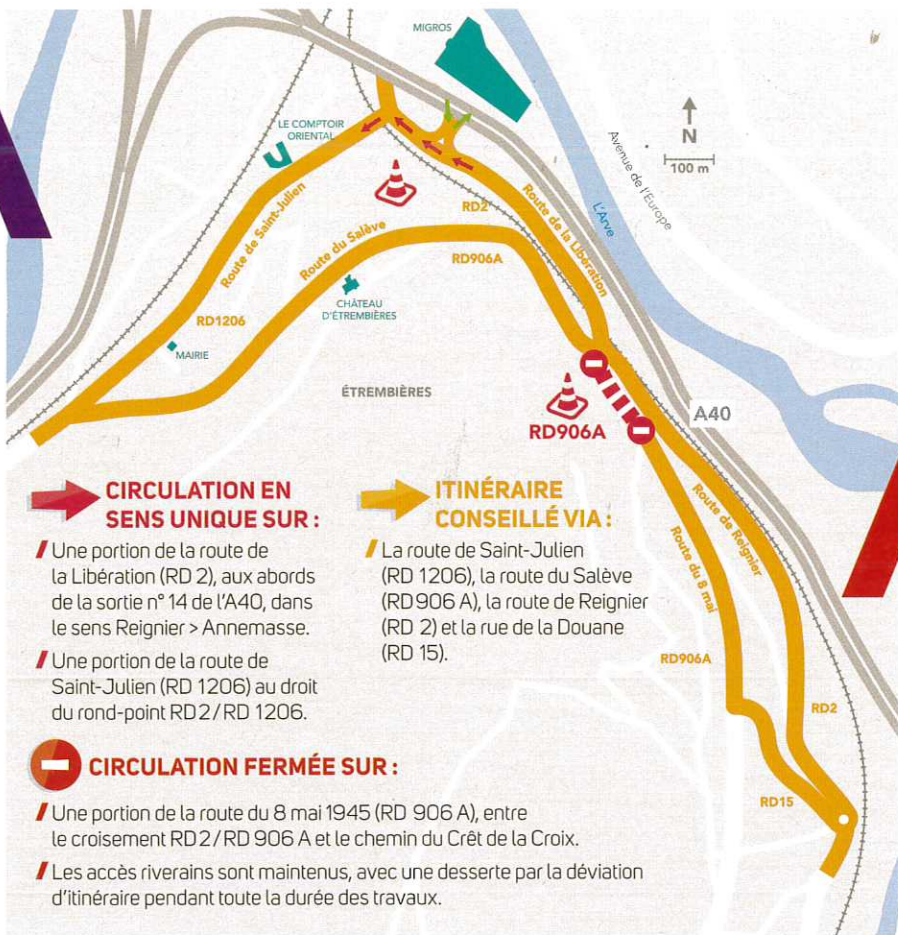 MIGROS
LE COMPTOIR
ORIENTAL
N
100 m
Avenue de l'Europe
L'Arve
Route de Saint-Julien
Route du Salève
RD2
Route de la Libération
RD906A
CHÂTEAU
D'ÉTREMBIÈRES
RD1206
MAIRIE
ÉTREMBIÈRES
A40
RD906A
CIRCULATION EN
SENS UNIQUE SUR :
Une portion de la route de
la Libération (RD 2), aux abords
de la sortie n° 14 de l'A40, dans
le sens Reignier > Annemasse.
Une portion de la route de
Saint-Julien (RD 1206) au droit
du rond-point RD2/RD 1206.
ITINÉRAIRE
CONSEILLÉ VIA :
La route de Saint-Julien
(RD 1206), la route du Salève
(RD 906 A), la route de Reignier
(RD 2) et la rue de la Douane
(RD 15).
Route de Reignier
Route du 8 mai
RD906A
RD2
RD15
CIRCULATION FERMÉE SUR :
Une portion de la route du 8 mai 1945 (RD 906 A), entre
le croisement RD2/RD 906 A et le chemin du Crêt de la Croix.
Les accès riverains sont maintenus, avec une desserte par la déviation
d'itinéraire pendant toute la durée des travaux.